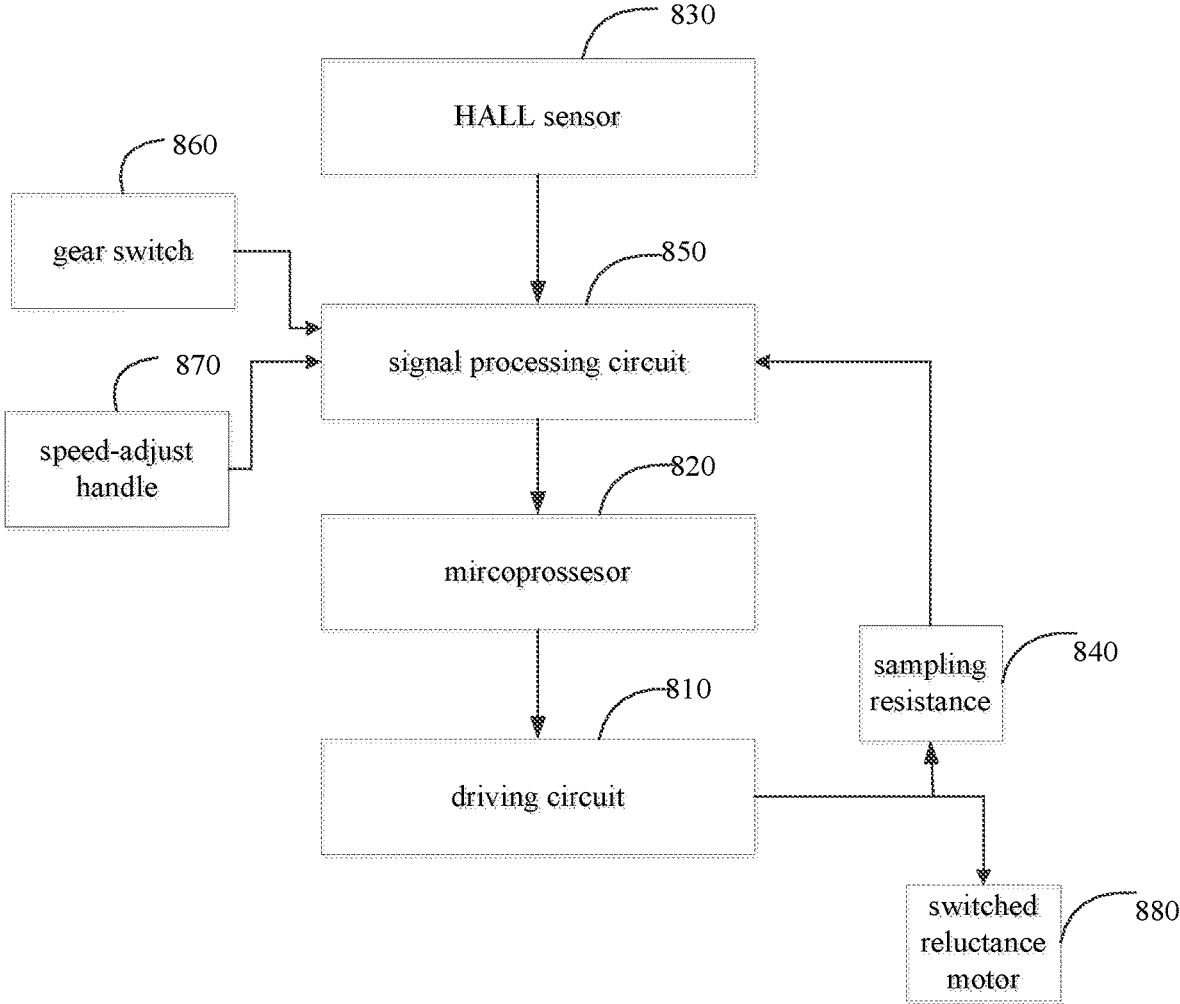 830
HALL sensor
860
gear switch
850
signal processing circuit
870
speed-adjust
handle
820
mircoprossesor
840
sampling
resistance
810
driving circuit
880
switched
reluctance
motor